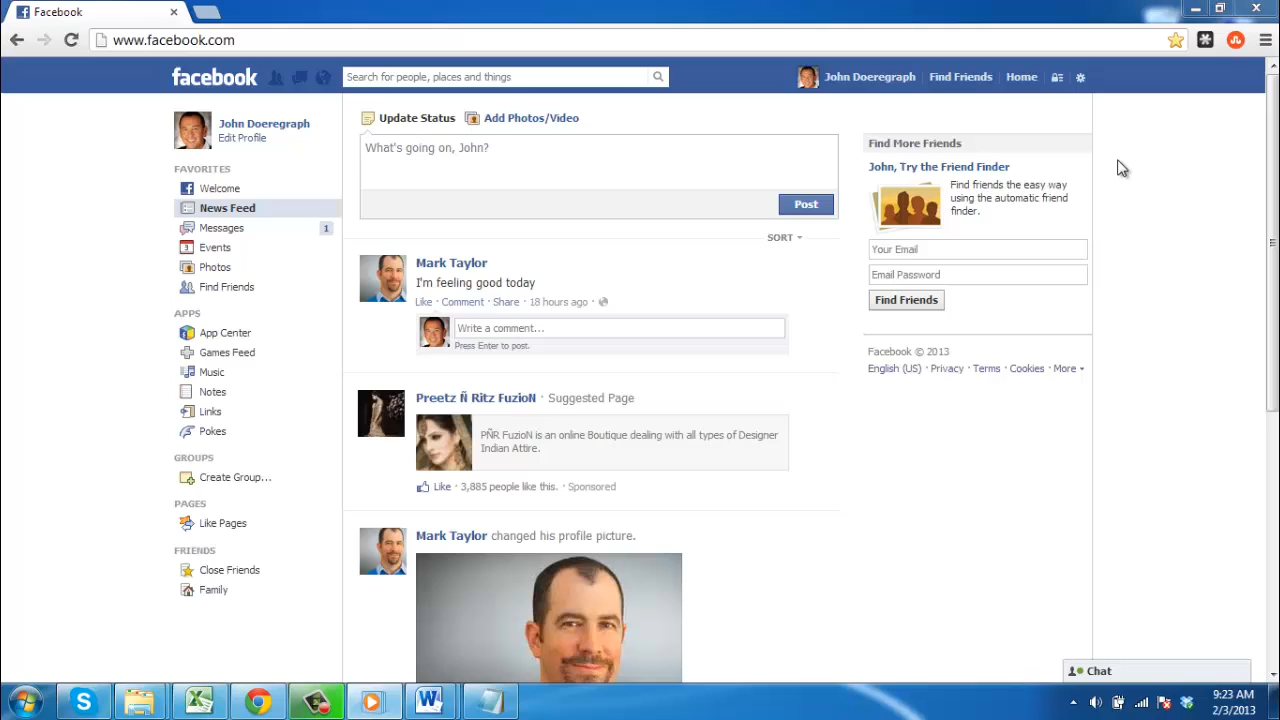 Facebook
www.facebook.com
facebook
Search for people, places and things
John Doeregraph
Find Friends
Home
John Doeregraph
Edit Profile
FAVORITES
Welcome
News Feed
Messages 1
3 Events
Photos
Find Friends
APPS
App Center
Games Feed
Music
Notes
Links
Pokes
GROUPS
Create Group...
PAGES
Like Pages
FRIENDS
Close Friends
Family
Update Status Add Photos/Video
What's going on, John?
Post
SORT
Mark Taylor
I'm feeling good today
Like · Comment · Share · 18 hours ago ·
Write a comment...
Press Enter to post.
Preetz Ñ Ritz FuzioN · Suggested Page
PÑR FuzioN is an online Boutique dealing with all types of Designer
Indian Attire.
Like · 3,885 people like this. · Sponsored
Mark Taylor changed his profile picture.
Find More Friends
John, Try the Friend Finder
Find friends the easy way
using the automatic friend
finder.
Your Email
Email Password
Find Friends
Facebook © 2013
English (US) · Privacy · Terms · Cookies · More
Chat
9:23 AM
2/3/2013